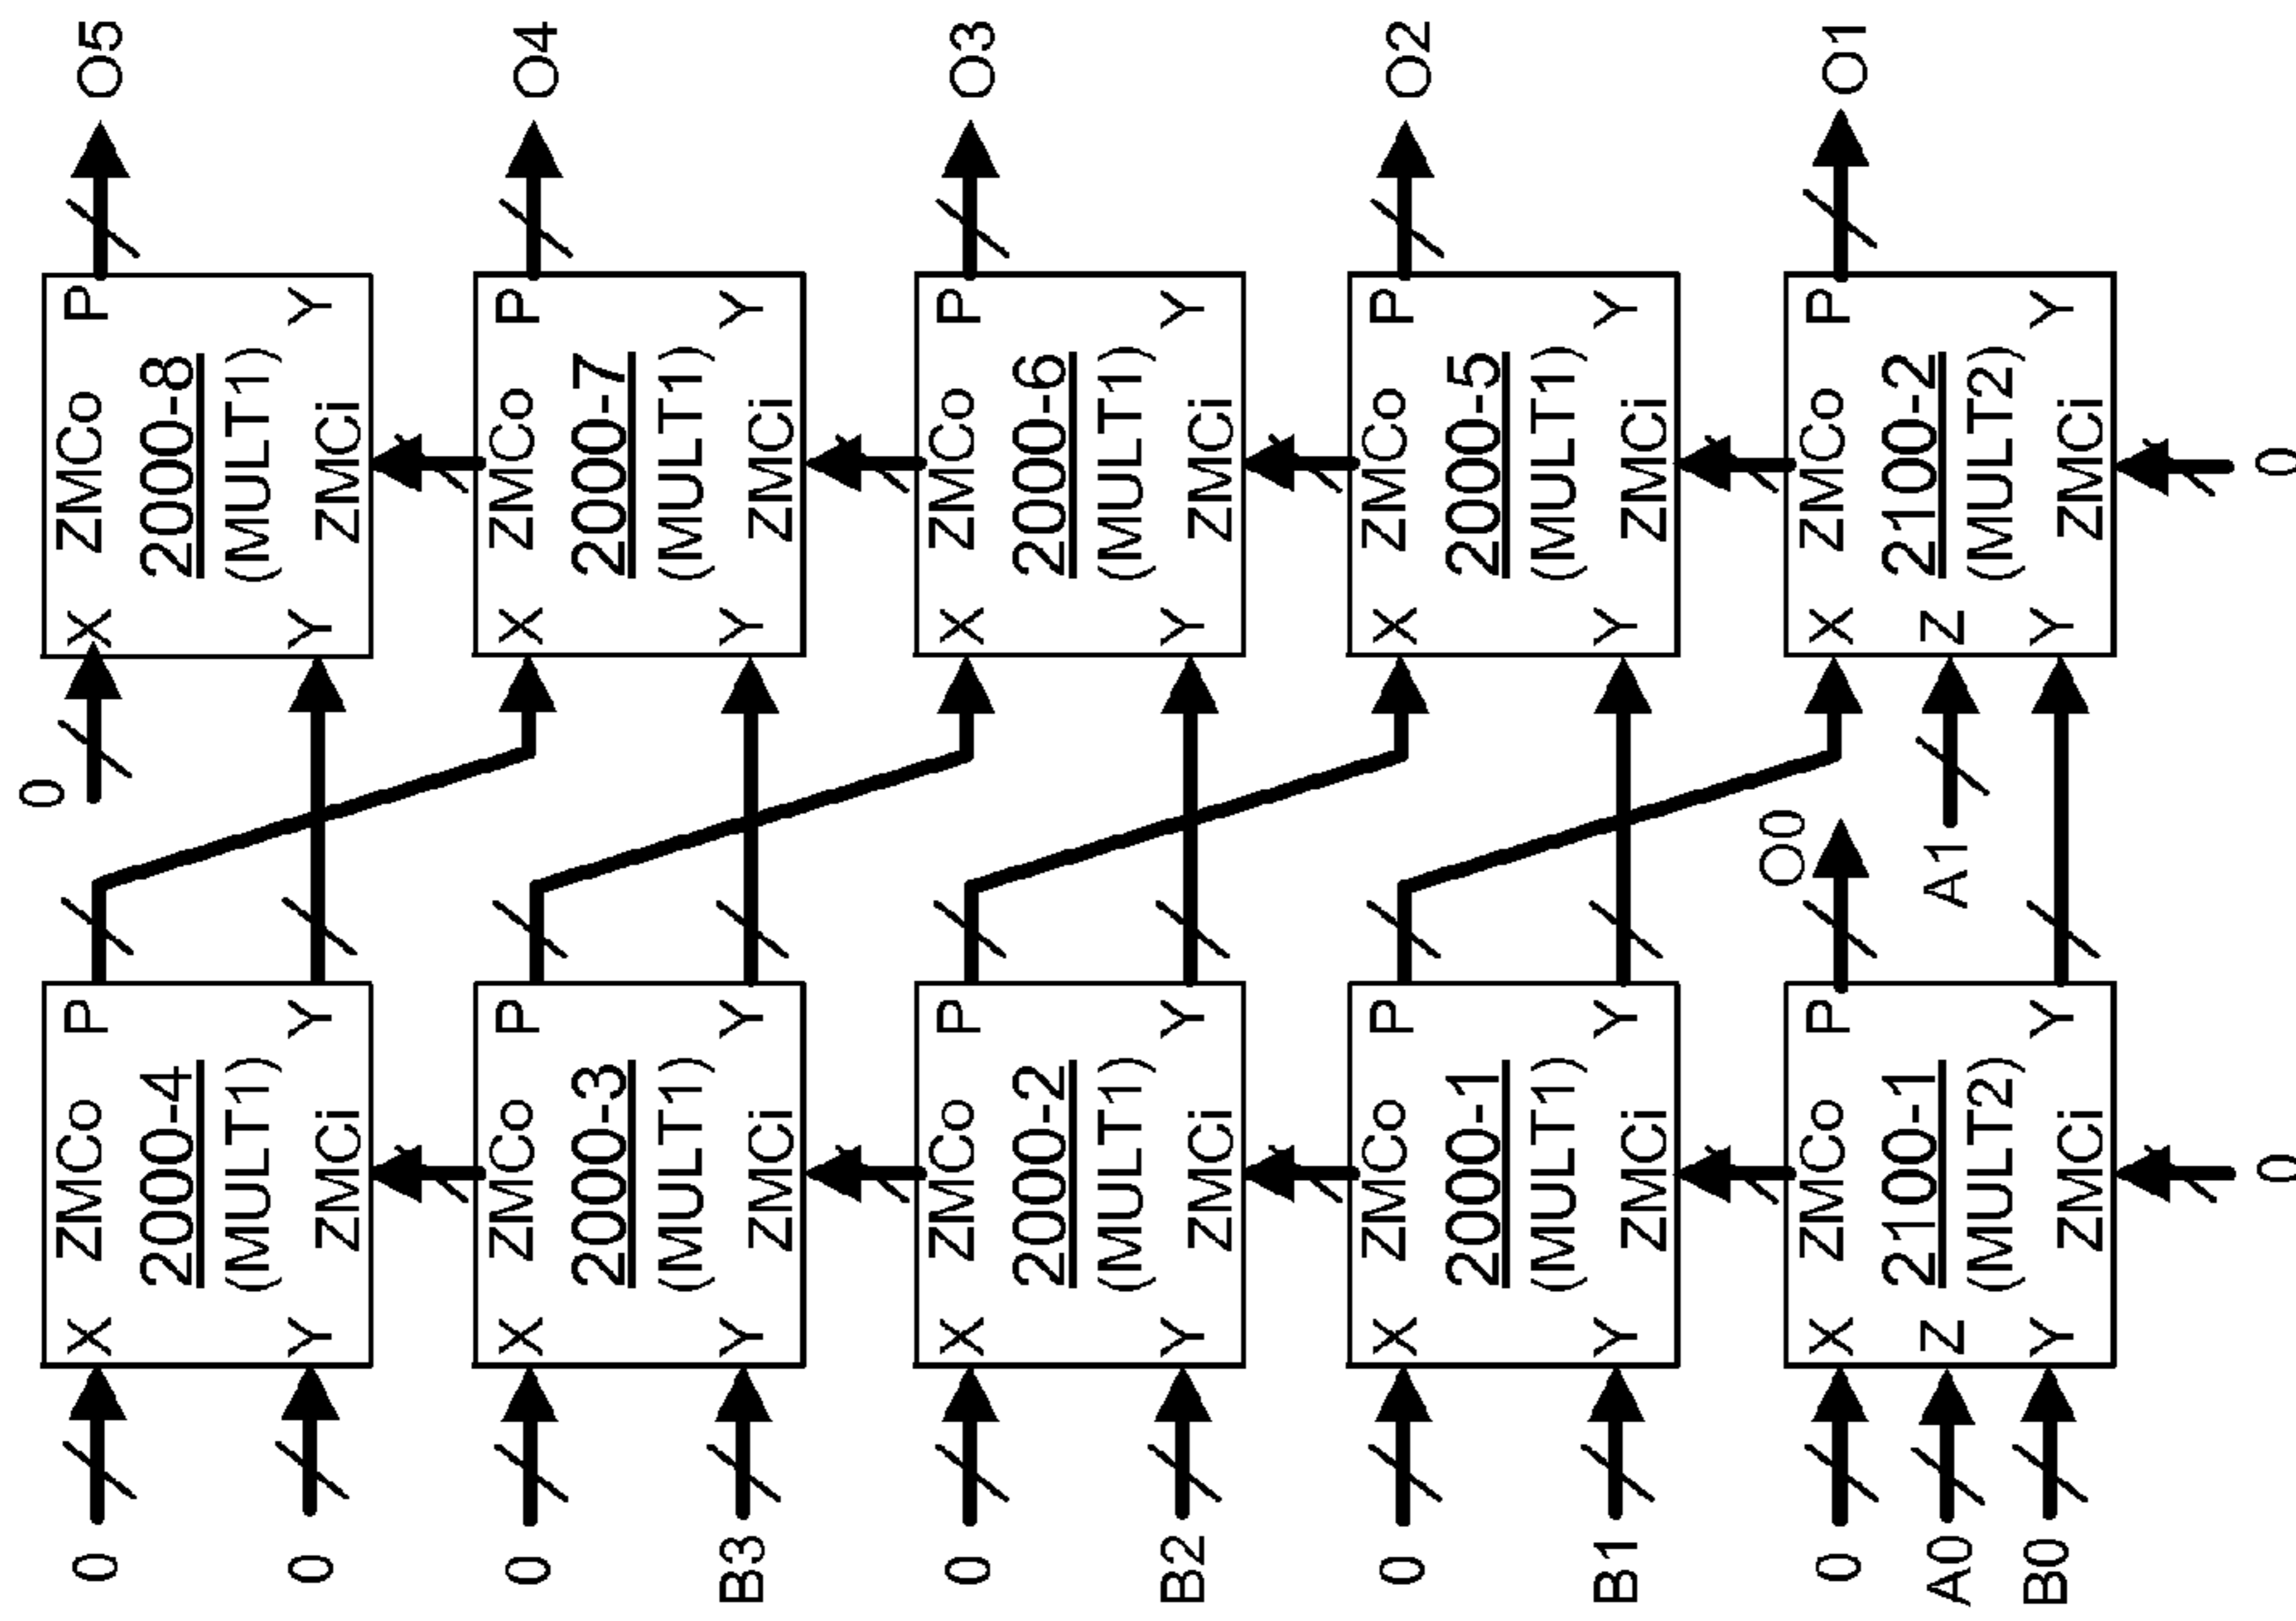 O5
O4
O3
O2
O1
X ZMCo P
2000-8
(MULT1)
Y ZMCi Y
X ZMCo P
2000-7
(MULT1)
Y ZMCi Y
X ZMCo P
2000-6
(MULT1)
Y ZMCi Y
X ZMCo P
2000-5
(MULT1)
Y ZMCi Y
X ZMCo P
2100-2
Z (MULT2)
Y ZMCi Y
0
0
O0
A1
X ZMCo P
2000-4
(MULT1)
Y ZMCi Y
X ZMCo P
2000-3
(MULT1)
Y ZMCi Y
X ZMCo P
2000-2
(MULT1)
Y ZMCi Y
X ZMCo P
2000-1
(MULT1)
Y ZMCi Y
X ZMCo P
2100-1
Z (MULT2)
Y ZMCi Y
0
0
0
0
B3
0
B2
0
B1
0
A0
B0